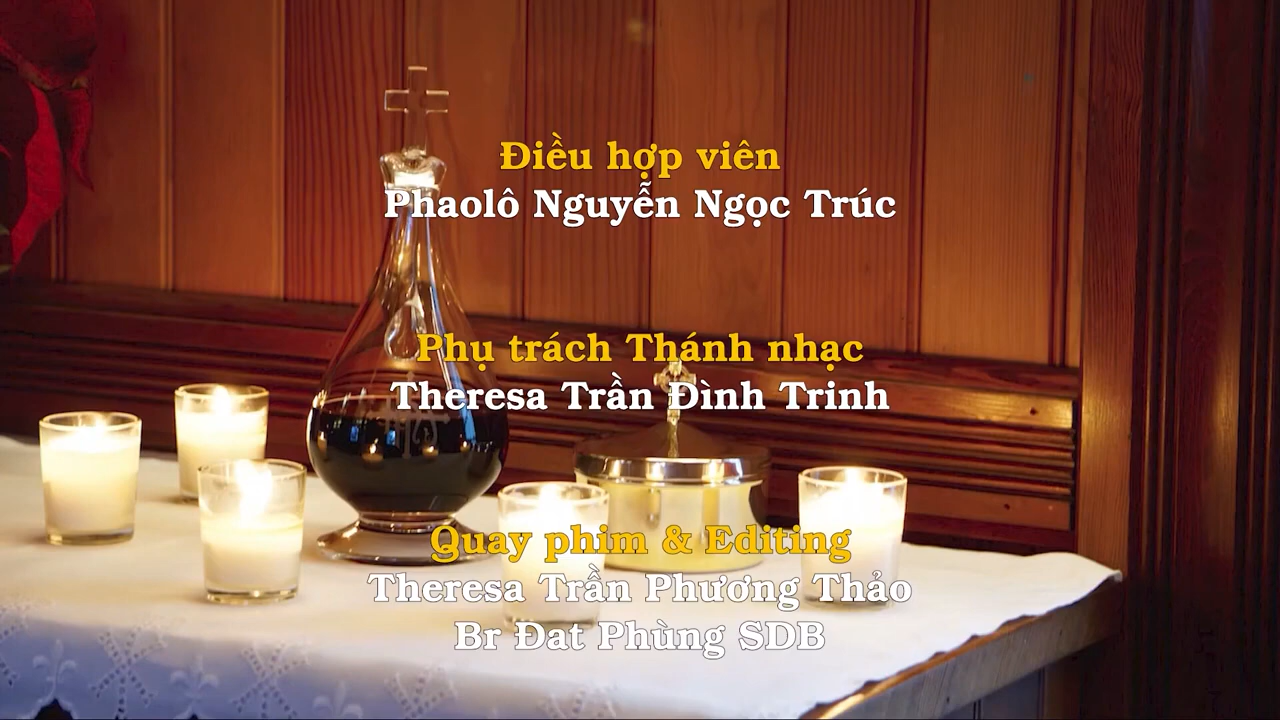 Điều hợp viên
Phaolô Nguyễn Ngọc Trúc
Phụ trách Thánh nhạc
Theresa Trần Đình Trinh
Quay phim & Editing
Theresa Trần Phương Thảo
Br Đat Phùng SDB